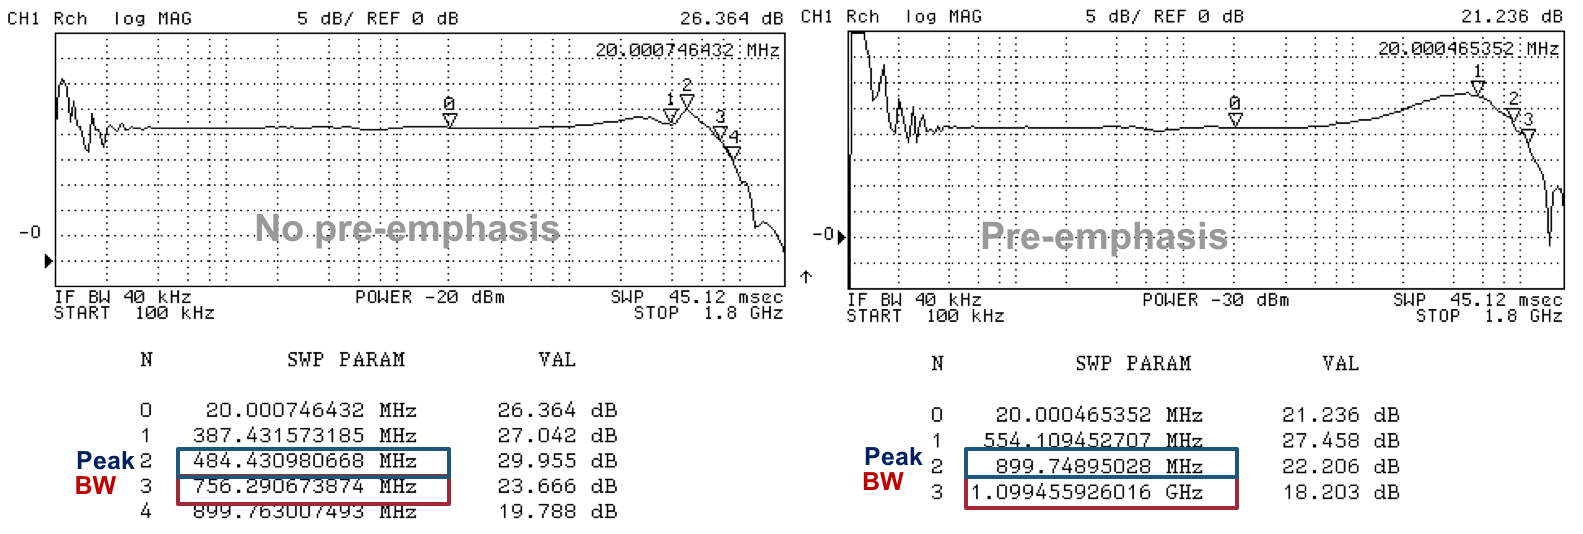 CH1 Rch log MAG 5 dB/ REF 0 dB 26.364 dB
20.000746432 MHz
0
1
2
3
4
No pre-emphasis
-0
IF BW 40 kHz POWER -20 dBm SWP 45.12 msec
START 100 kHz STOP 1.8 GHz
N SWP PARAM VAL
0 20.000746432 MHz 26.364 dB
1 387.431573185 MHz 27.042 dB
Peak 2 484.430980668 MHz 29.955 dB
BW 3 756.290673874 MHz 23.666 dB
4 899.763007493 MHz 19.788 dB
CH1 Rch log MAG 5 dB/ REF 0 dB 21.236 dB
20.000465352 MHz
0
1
2
3
Pre-emphasis
-0
IF BW 40 kHz POWER -30 dBm SWP 45.12 msec
START 100 kHz STOP 1.8 GHz
N SWP PARAM VAL
0 20.000465352 MHz 21.236 dB
1 554.109452707 MHz 27.458 dB
Peak 2 899.74895028 MHz 22.206 dB
BW 3 1.099455926016 GHz 18.203 dB